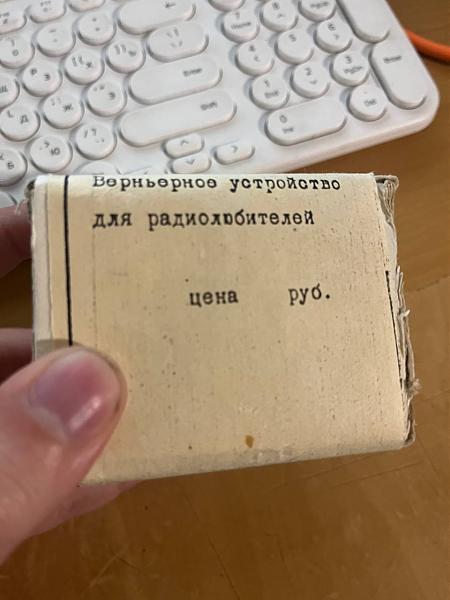 Верньерное устройство
для радиолюбителей
цена руб.